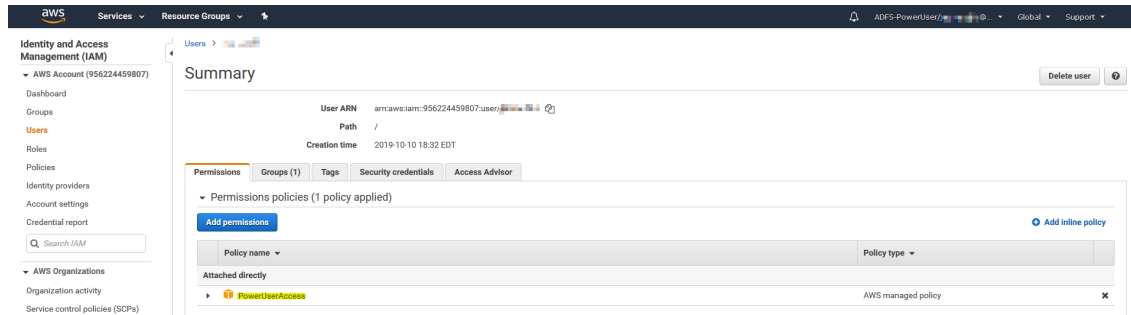 aws Services Resource Groups ADFS-PowerUser/ @... Global Support
Identity and Access Management (IAM)
AWS Account (956224459807)
Dashboard
Groups
Users
Roles
Policies
Identity providers
Account settings
Credential report
Search IAM
AWS Organizations
Organization activity
Service control policies (SCPs)
Users >
Summary
Delete user
User ARN arn:aws:iam::956224459807:user/
Path /
Creation time 2019-10-10 18:32 EDT
Permissions Groups (1) Tags Security credentials Access Advisor
Permissions policies (1 policy applied)
Add permissions Add inline policy
Policy name Policy type
Attached directly
PowerUserAccess AWS managed policy